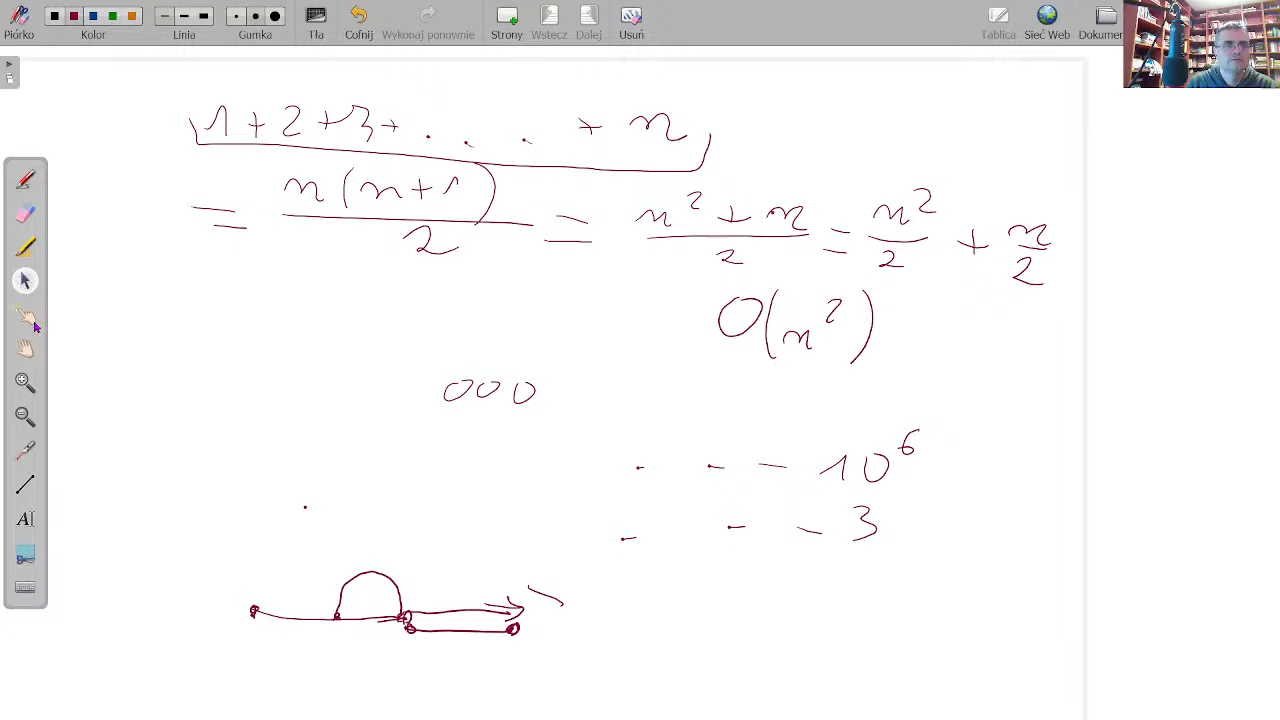 Piórko Kolor Linia Gumka Tła Cofnij Wykonaj ponownie Strony Wstecz Dalej Usuń Tablica Sieć Web Dokumen
1+2+3+ . . . + n
= n(n+1)/2 = n²+n/2 = n²/2 + n/2
O(n²)
000
. . - 10⁶
. . - 3
A